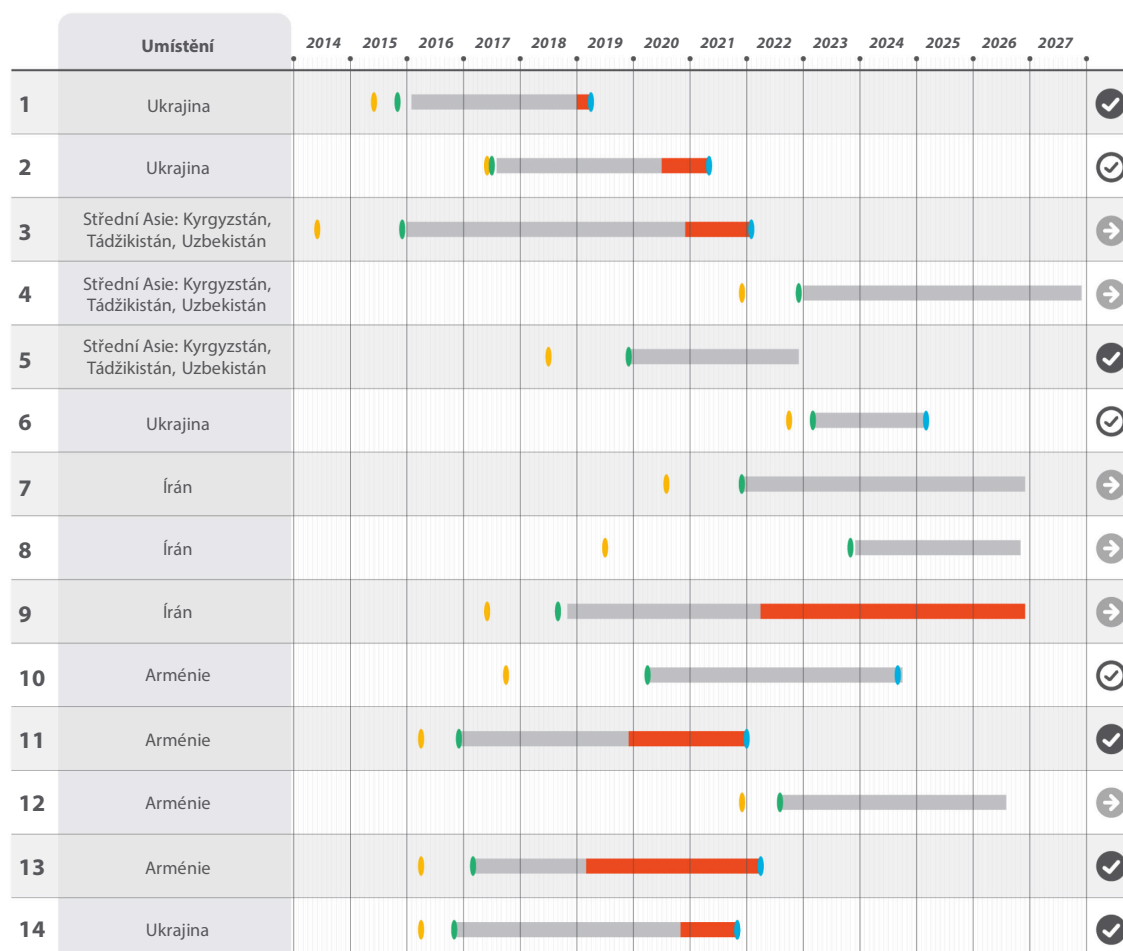 Umístění 2014 2015 2016 2017 2018 2019 2020 2021 2022 2023 2024 2025 2026 2027
1 Ukrajina
2 Ukrajina
3 Střední Asie: Kyrgyzstán,
Tádžikistán, Uzbekistán
4 Střední Asie: Kyrgyzstán,
Tádžikistán, Uzbekistán
5 Střední Asie: Kyrgyzstán,
Tádžikistán, Uzbekistán
6 Ukrajina
7 Írán
8 Írán
9 Írán
10 Arménie
11 Arménie
12 Arménie
13 Arménie
14 Ukrajina